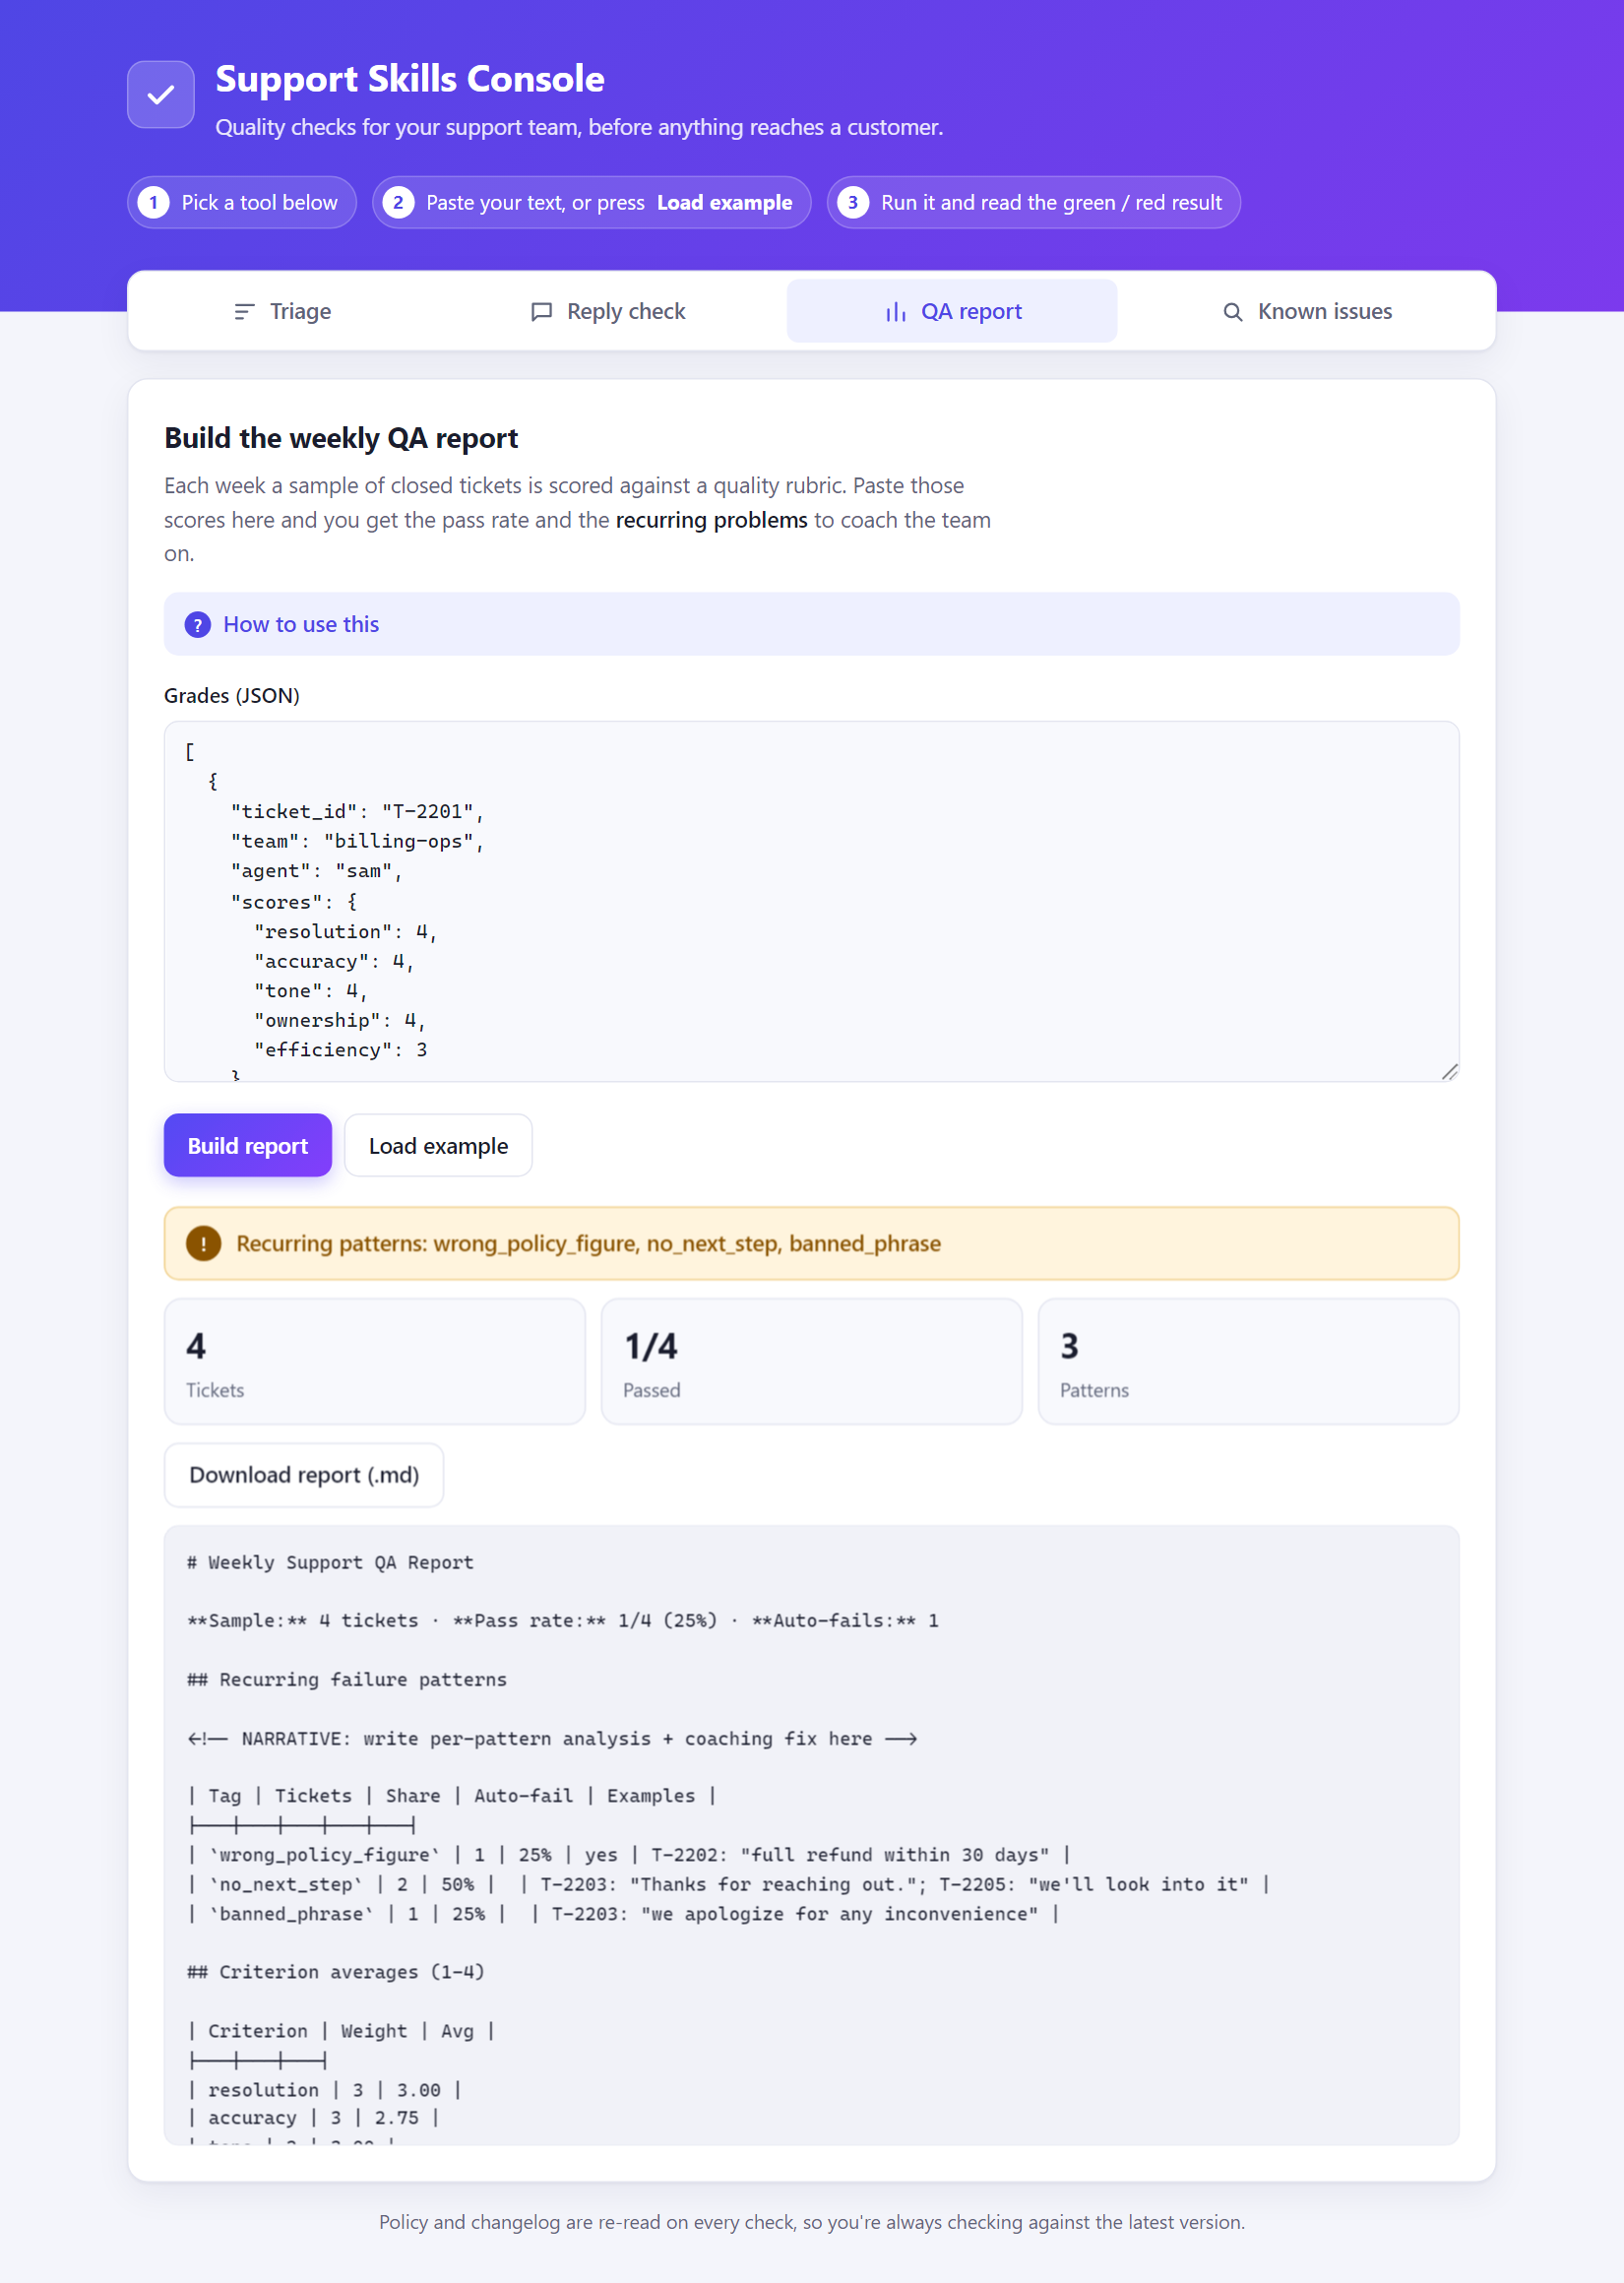 Support Skills Console
Quality checks for your support team, before anything reaches a customer.
1 Pick a tool below
2 Paste your text, or press Load example
3 Run it and read the green / red result
Triage
Reply check
QA report
Known issues
Build the weekly QA report
Each week a sample of closed tickets is scored against a quality rubric. Paste those
scores here and you get the pass rate and the recurring problems to coach the team
on.
? How to use this
Grades (JSON)
[
  {
    "ticket_id": "T-2201",
    "team": "billing-ops",
    "agent": "sam",
    "scores": {
      "resolution": 4,
      "accuracy": 4,
      "tone": 4,
      "ownership": 4,
      "efficiency": 3
    }
Build report
Load example
! Recurring patterns: wrong_policy_figure, no_next_step, banned_phrase
4
Tickets
1/4
Passed
3
Patterns
Download report (.md)
# Weekly Support QA Report
**Sample:** 4 tickets · **Pass rate:** 1/4 (25%) · **Auto-fails:** 1
## Recurring failure patterns
<!-- NARRATIVE: write per-pattern analysis + coaching fix here -->
| Tag | Tickets | Share | Auto-fail | Examples |
|---|---|---|---|---|
| `wrong_policy_figure` | 1 | 25% | yes | T-2202: "full refund within 30 days" |
| `no_next_step` | 2 | 50% |  | T-2203: "Thanks for reaching out."; T-2205: "we'll look into it" |
| `banned_phrase` | 1 | 25% |  | T-2203: "we apologize for any inconvenience" |
## Criterion averages (1-4)
| Criterion | Weight | Avg |
|---|---|---|
| resolution | 3 | 3.00 |
| accuracy | 3 | 2.75 |
Policy and changelog are re-read on every check, so you're always checking against the latest version.